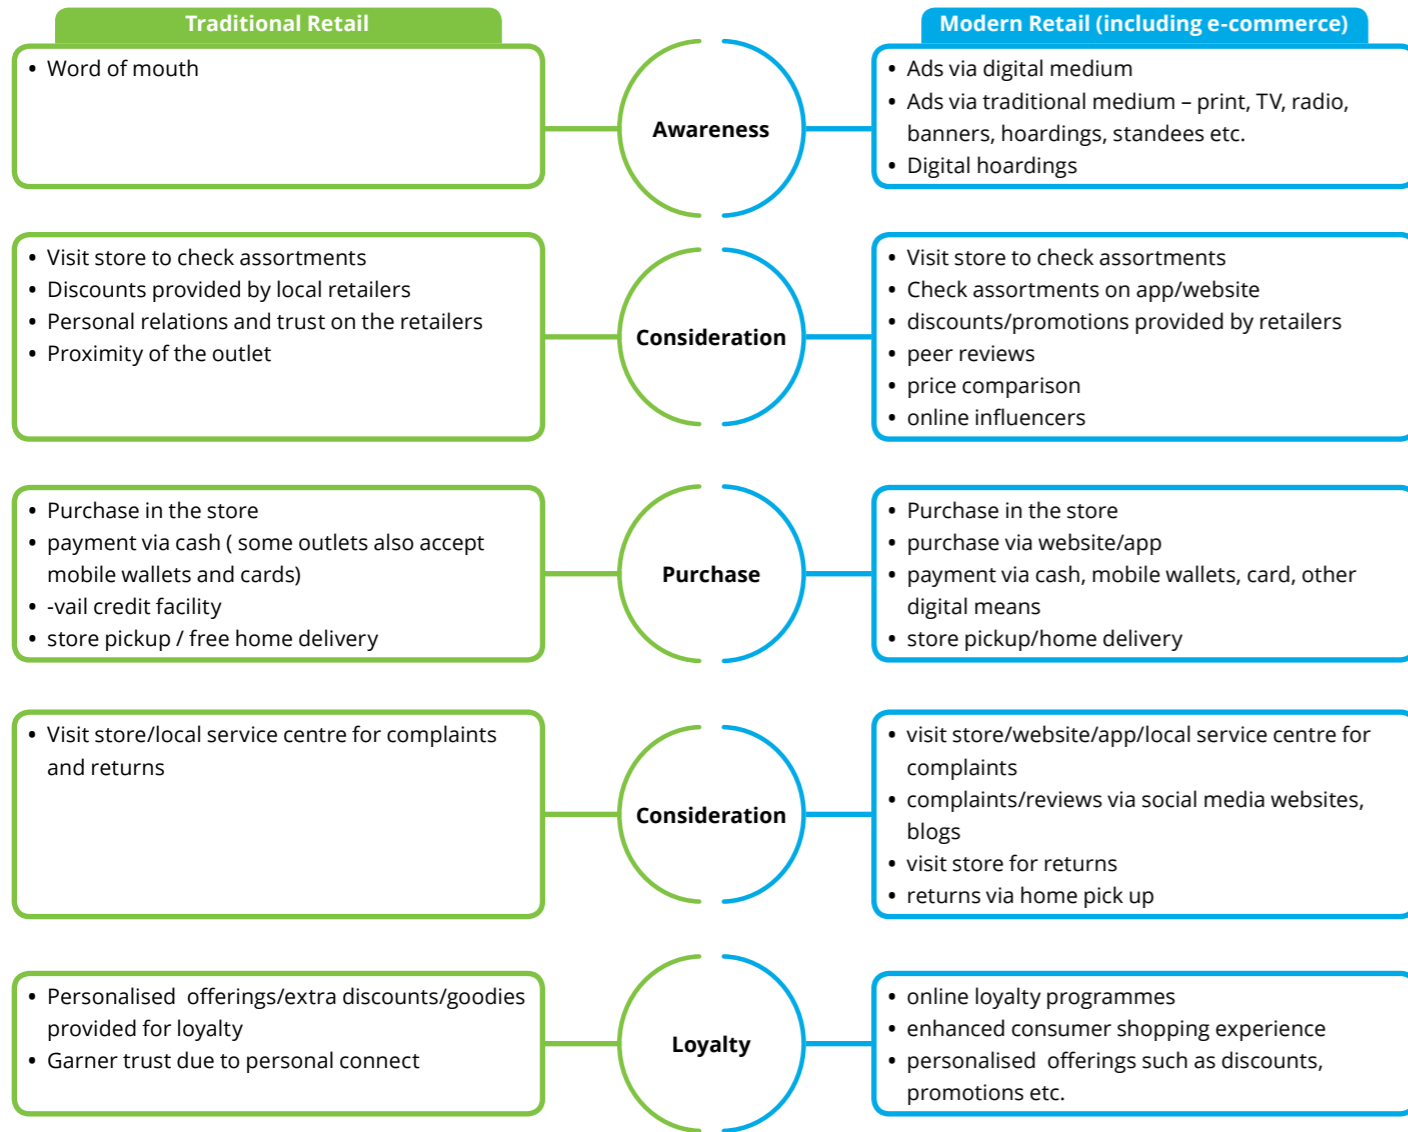 Traditional Retail
Modern Retail (including e-commerce)
• Word of mouth
Awareness
• Ads via digital medium
• Ads via traditional medium – print, TV, radio,
banners, hoardings, standees etc.
• Digital hoardings
• Visit store to check assortments
• Discounts provided by local retailers
• Personal relations and trust on the retailers
• Proximity of the outlet
Consideration
• Visit store to check assortments
• Check assortments on app/website
• discounts/promotions provided by retailers
• peer reviews
• price comparison
• online influencers
• Purchase in the store
• payment via cash ( some outlets also accept
mobile wallets and cards)
• -vail credit facility
• store pickup / free home delivery
Purchase
• Purchase in the store
• purchase via website/app
• payment via cash, mobile wallets, card, other
digital means
• store pickup/home delivery
• Visit store/local service centre for complaints
and returns
Consideration
• visit store/website/app/local service centre for
complaints
• complaints/reviews via social media websites,
blogs
• visit store for returns
• returns via home pick up
• Personalised  offerings/extra discounts/goodies
provided for loyalty
• Garner trust due to personal connect
Loyalty
• online loyalty programmes
• enhanced consumer shopping experience
• personalised  offerings such as discounts,
promotions etc.